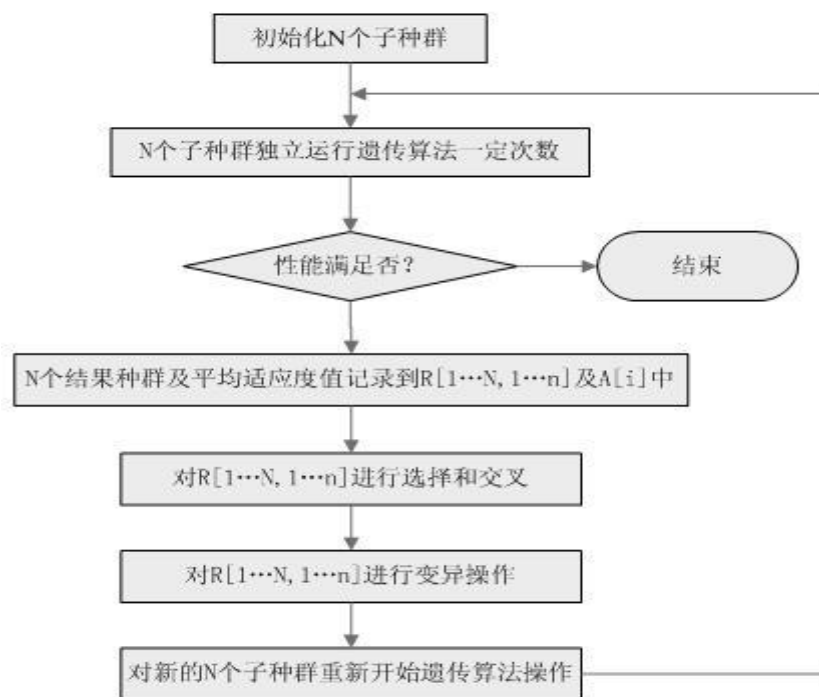 初始化N个子种群
N个子种群独立运行遗传算法一定次数
性能满足否?
结束
N个结果种群及平均适应度值记录到R[1…N,1…n]及A[i]中
对R[1…N,1…n]进行选择和交叉
对R[1…N,1…n]进行变异操作
对新的N个子种群重新开始遗传算法操作